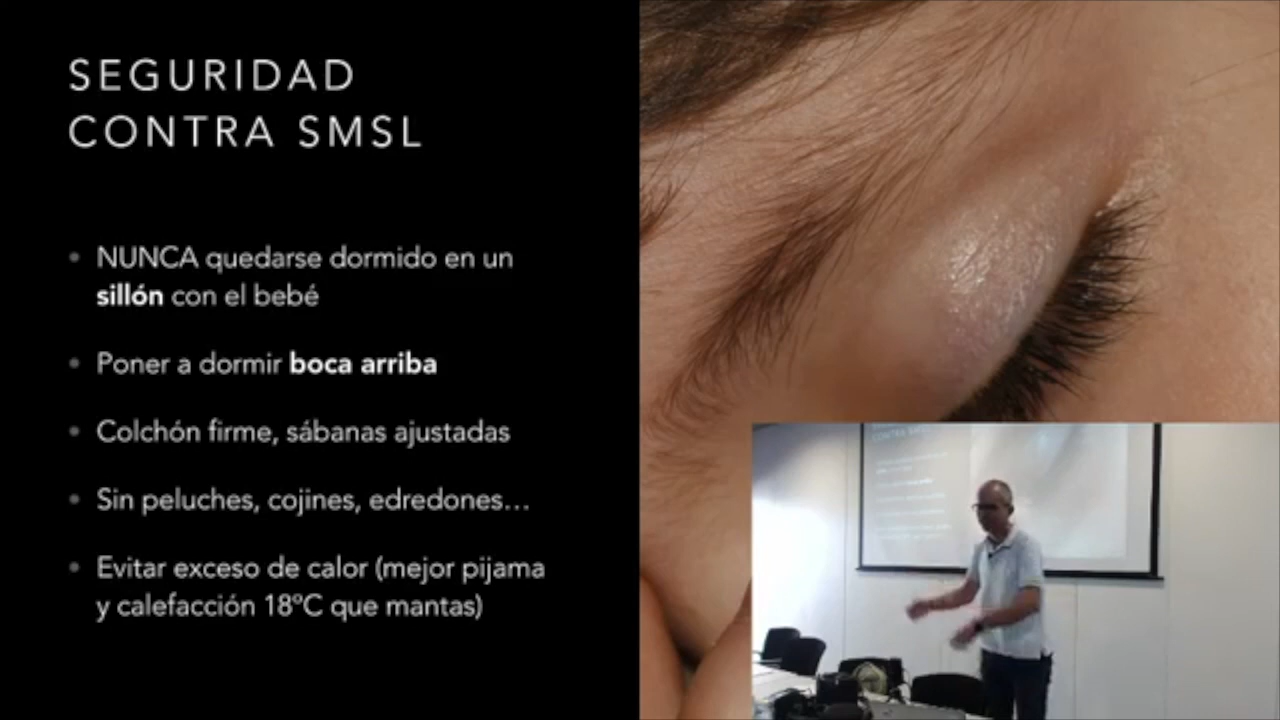 SEGURIDAD
CONTRA SMSL
• NUNCA quedarse dormido en un
sillón con el bebé
• Poner a dormir boca arriba
• Colchón firme, sábanas ajustadas
• Sin peluches, cojines, edredones...
• Evitar exceso de calor (mejor pijama
y calefacción 18ºC que mantas)